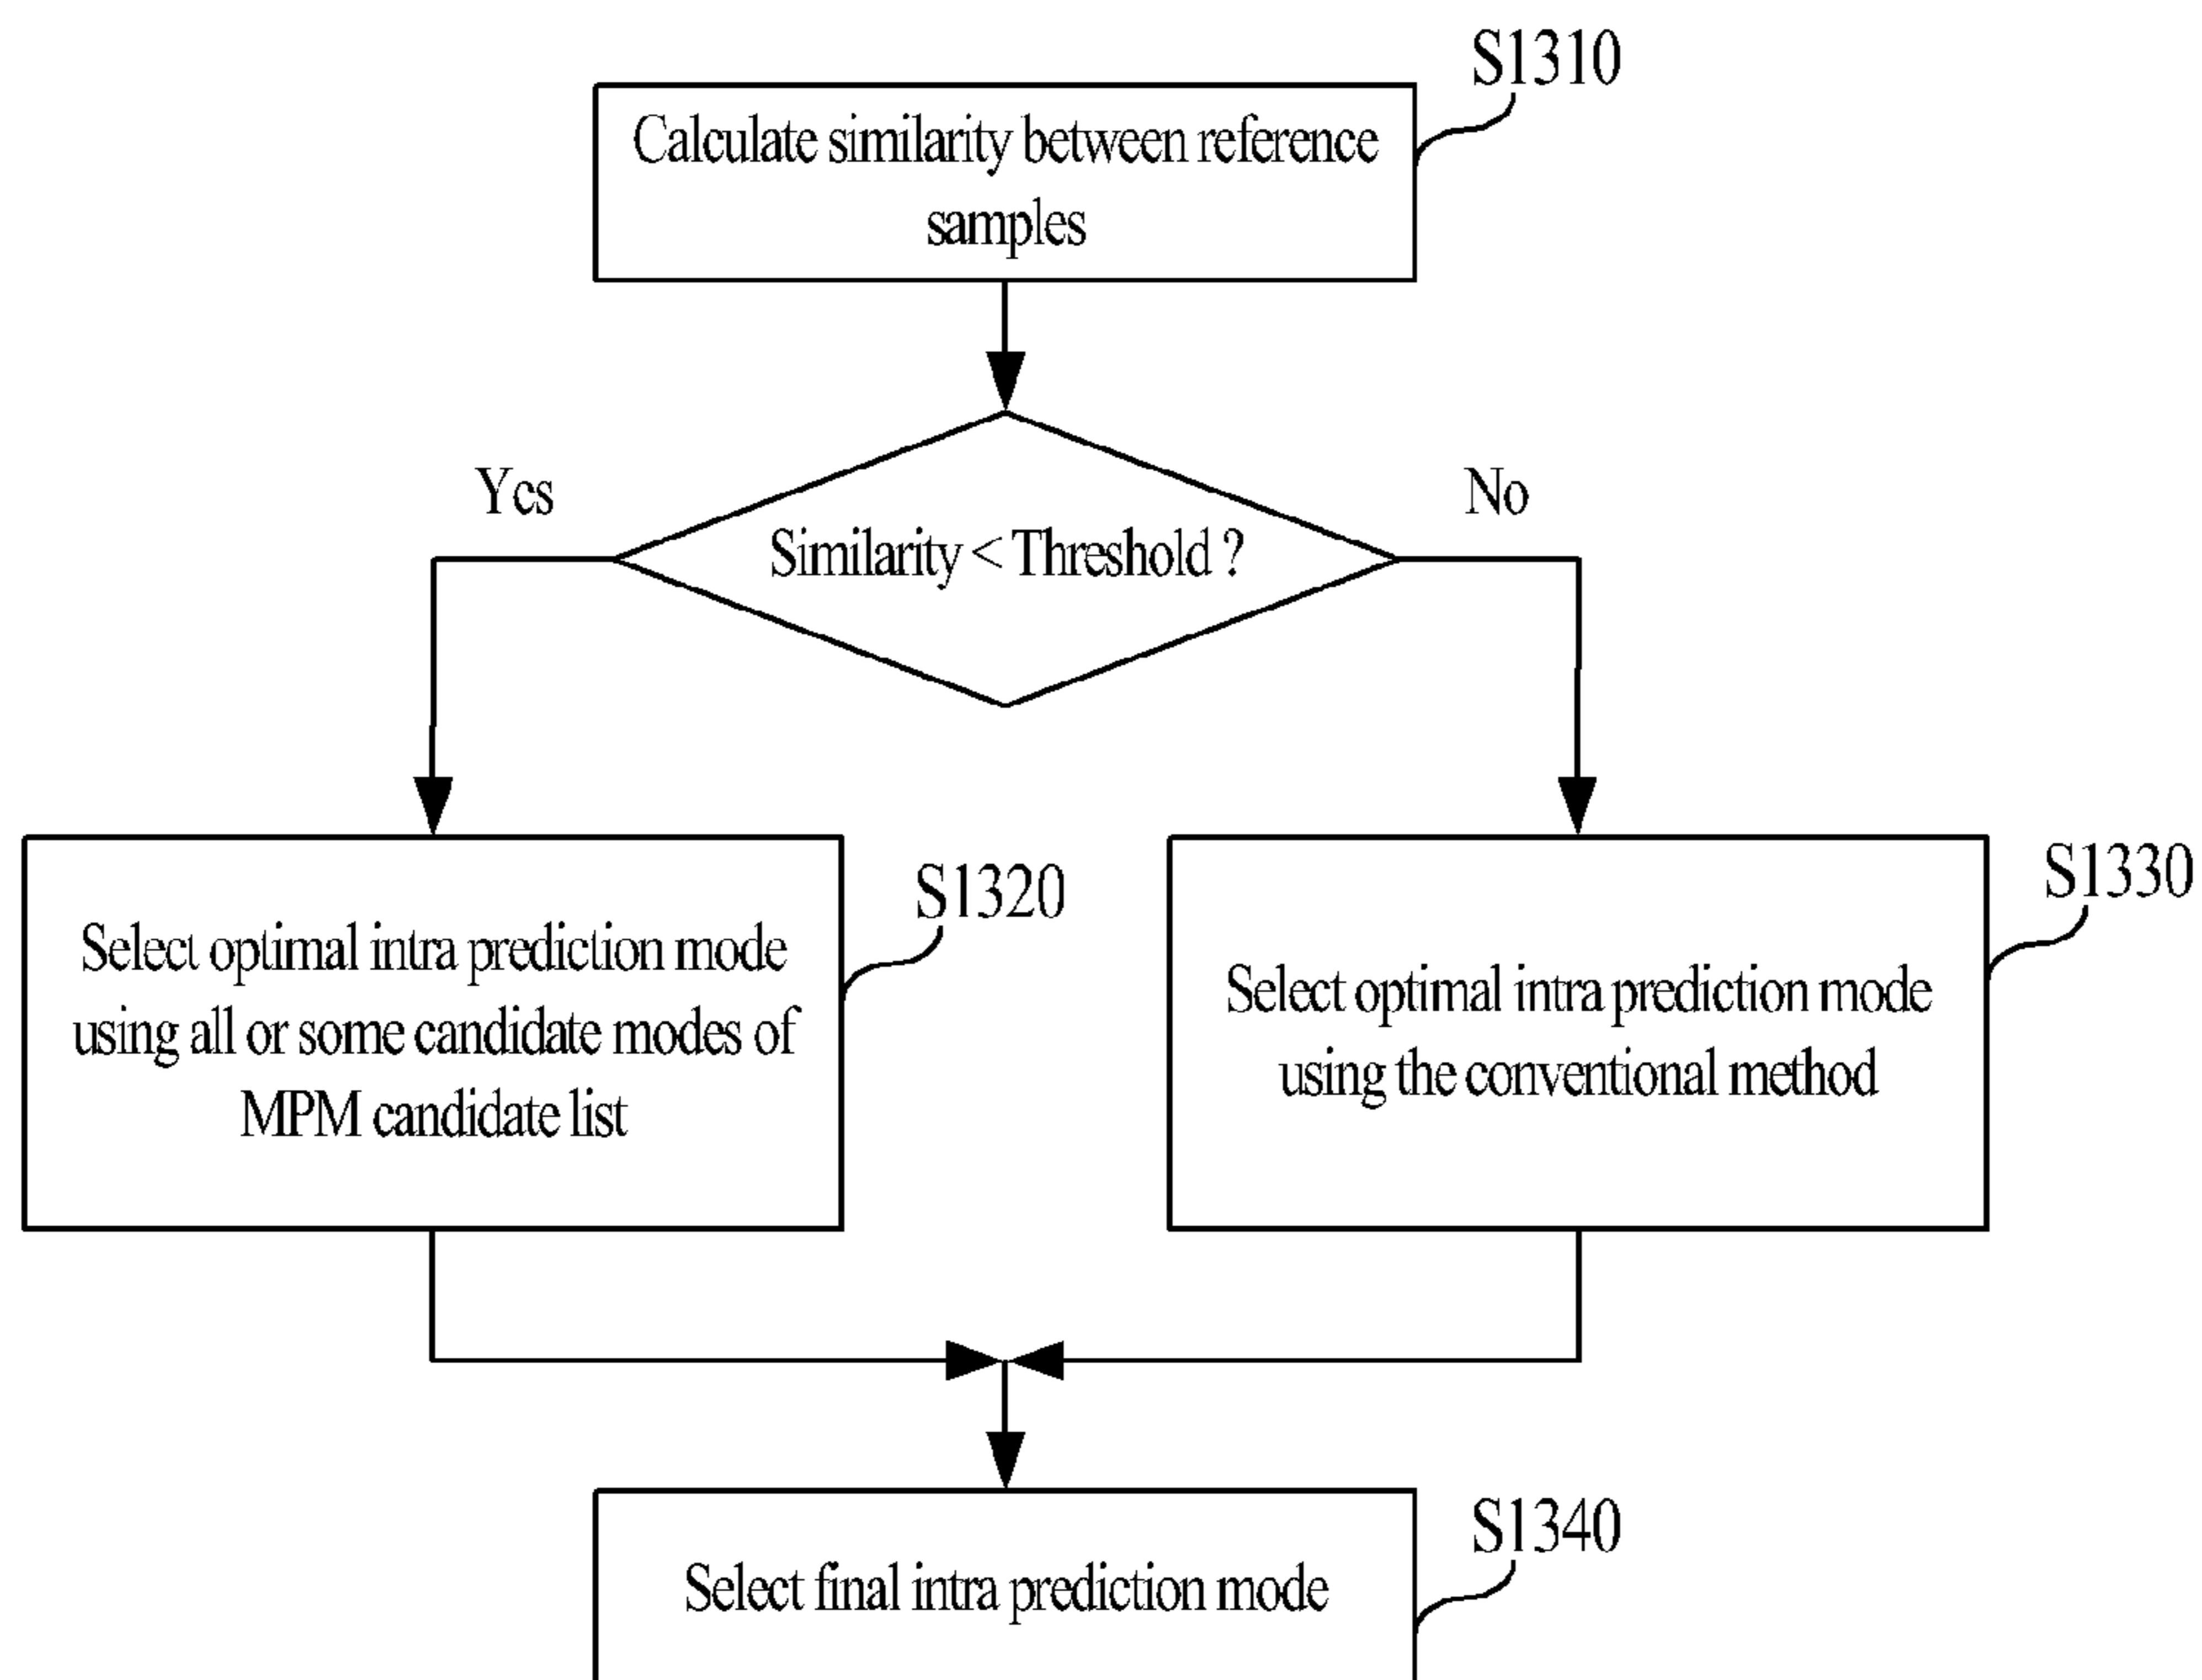 S1310
Calculate similarity between reference
samples
Yes
No
Similarity < Threshold ?
S1320
S1330
Select optimal intra prediction mode
using all or some candidate modes of
MPM candidate list
Select optimal intra prediction mode
using the conventional method
S1340
Select final intra prediction mode